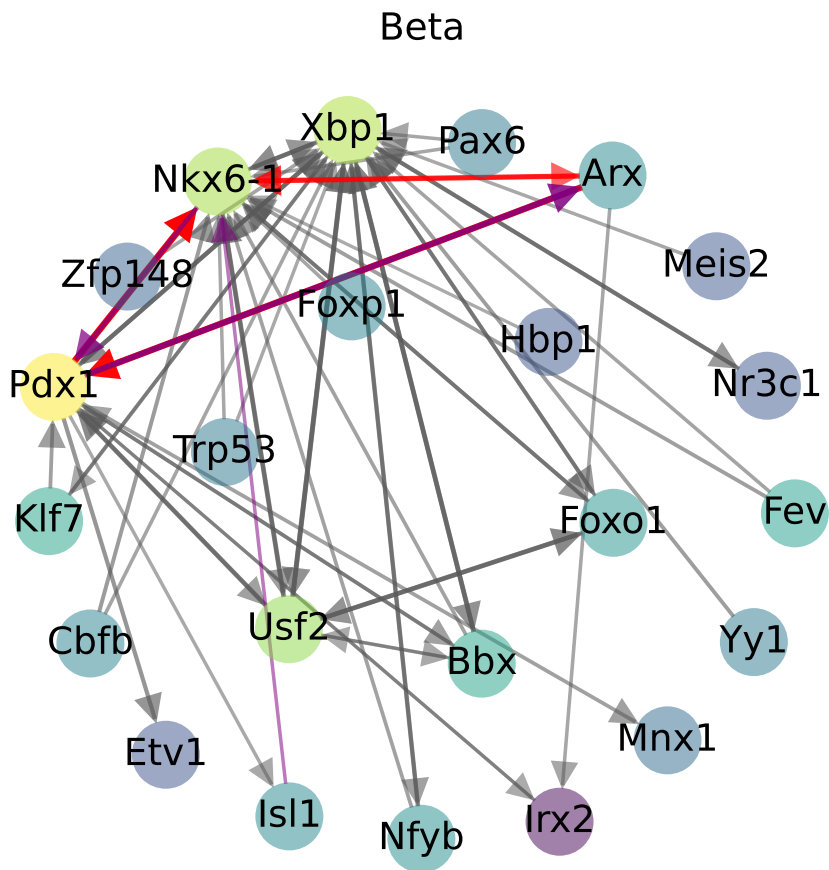 Beta
Xbp1
Pax6
Nkx6-1
Arx
Meis2
Zfp148
Foxp1
Hbp1
Pdx1
Nr3c1
Trp53
Klf7
Foxo1
Fev
Usf2
Cbfb
Bbx
Yy1
Etv1
Mnx1
Isl1
Nfyb
Irx2